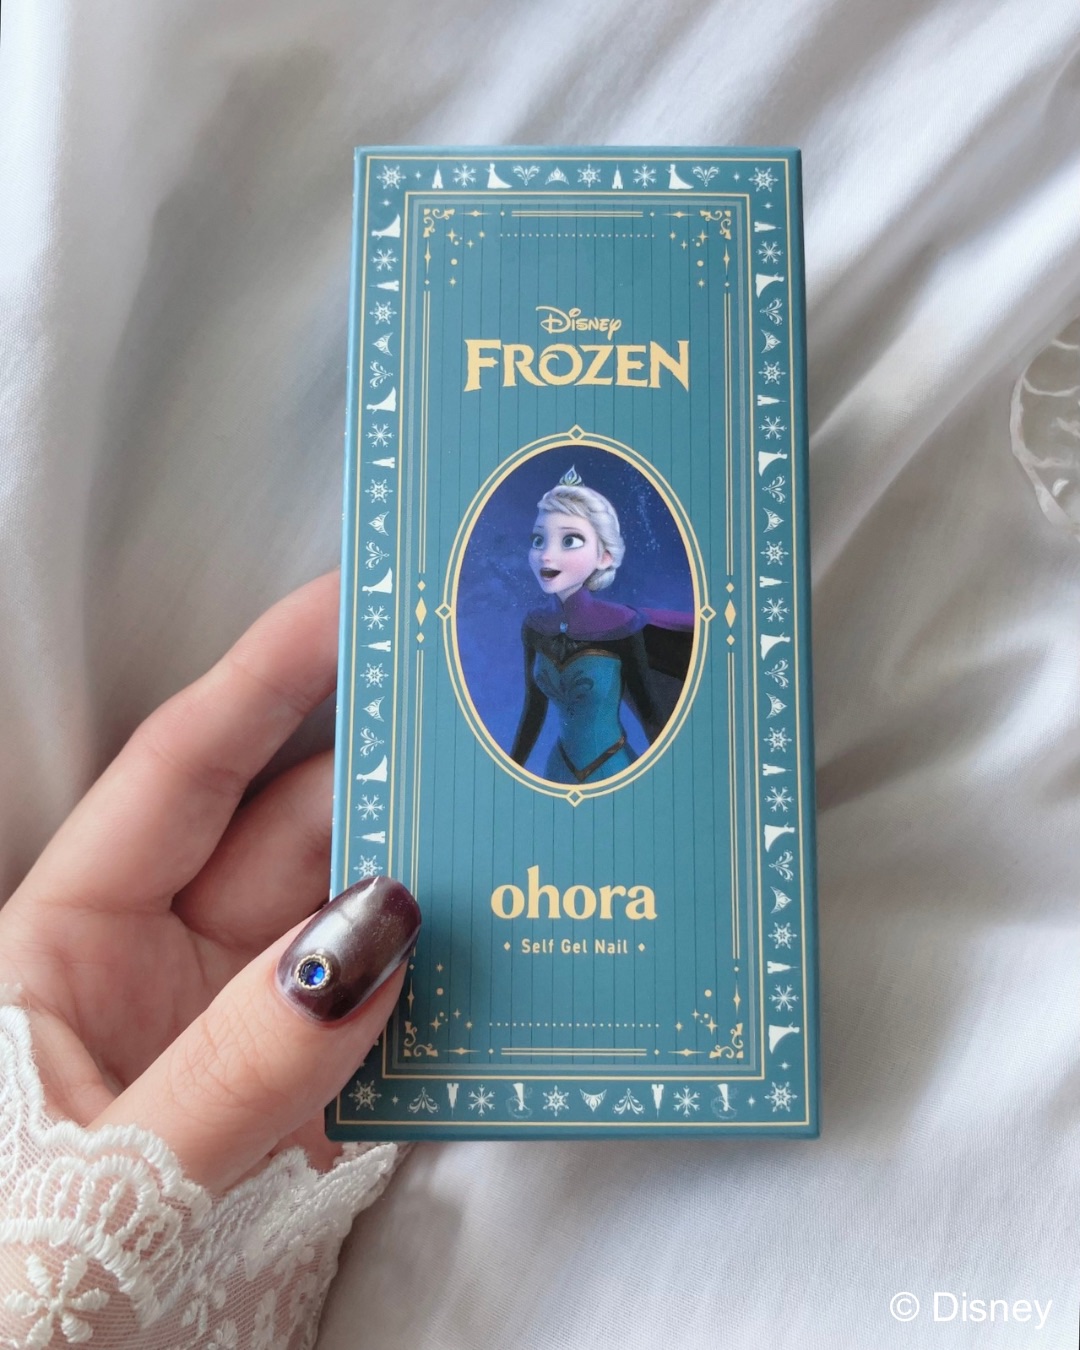 Disney
FROZEN
ohora
• Self Gel Nail •
© Disney